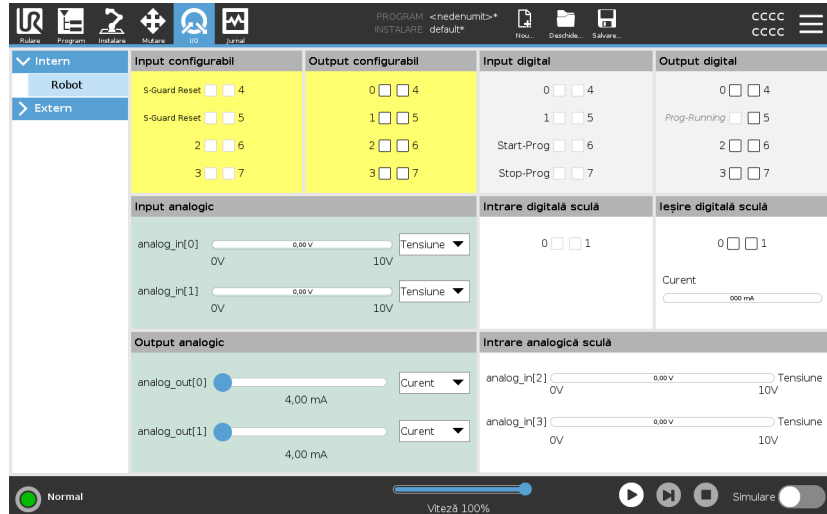 UR
PROGRAM <nedenumit>*
INSTALARE default*
CCCC
CCCC
Rulare Program Instalare Mutare I/O Jurnal Nou... Deschide... Salvare...
Intern
Robot
Extern
Input configurabil
S-Guard Reset 4
S-Guard Reset 5
2 6
3 7
Output configurabil
0 4
1 5
2 6
3 7
Input digital
0 4
1 5
Start-Prog 6
Stop-Prog 7
Output digital
0 4
Prog-Running 5
2 6
3 7
Input analogic
analog_in[0] 0,00 V Tensiune
0V 10V
analog_in[1] 0,00 V Tensiune
0V 10V
Intrare digitală sculă
0 1
Ieșire digitală sculă
0 1
Curent
000 mA
Output analogic
analog_out[0] Curent
4,00 mA
analog_out[1] Curent
4,00 mA
Intrare analogică sculă
analog_in[2] 0,00 V Tensiune
0V 10V
analog_in[3] 0,00 V Tensiune
0V 10V
Normal
Viteză 100%
Simulare